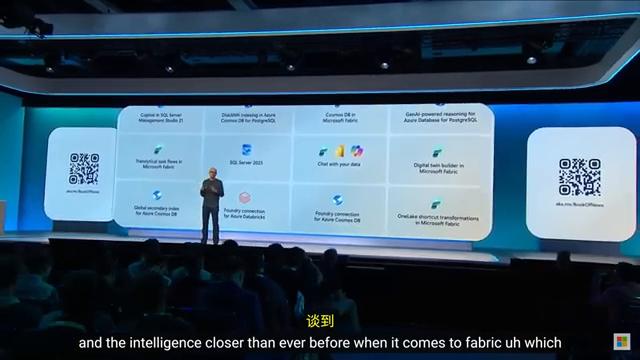 Copilot in SQL Server
Management Studio 21
DiskANN indexing in Azure
Cosmos DB for PostgreSQL
Cosmos DB in
Microsoft Fabric
GenAI-powered reasoning for
Azure Database for PostgreSQL
Translytical task flows in
Microsoft Fabric
SQL Server 2025
Chat with your data
Digital twin builder in
Microsoft Fabric
Global secondary index
for Azure Cosmos DB
Foundry connection
for Azure Databricks
Foundry connection
for Azure Cosmos DB
OneLake shortcut transformations
in Microsoft Fabric
aka.ms/BookOfNews
aka.ms/BookOfNews
谈到
and the intelligence closer than ever before when it comes to fabric uh which